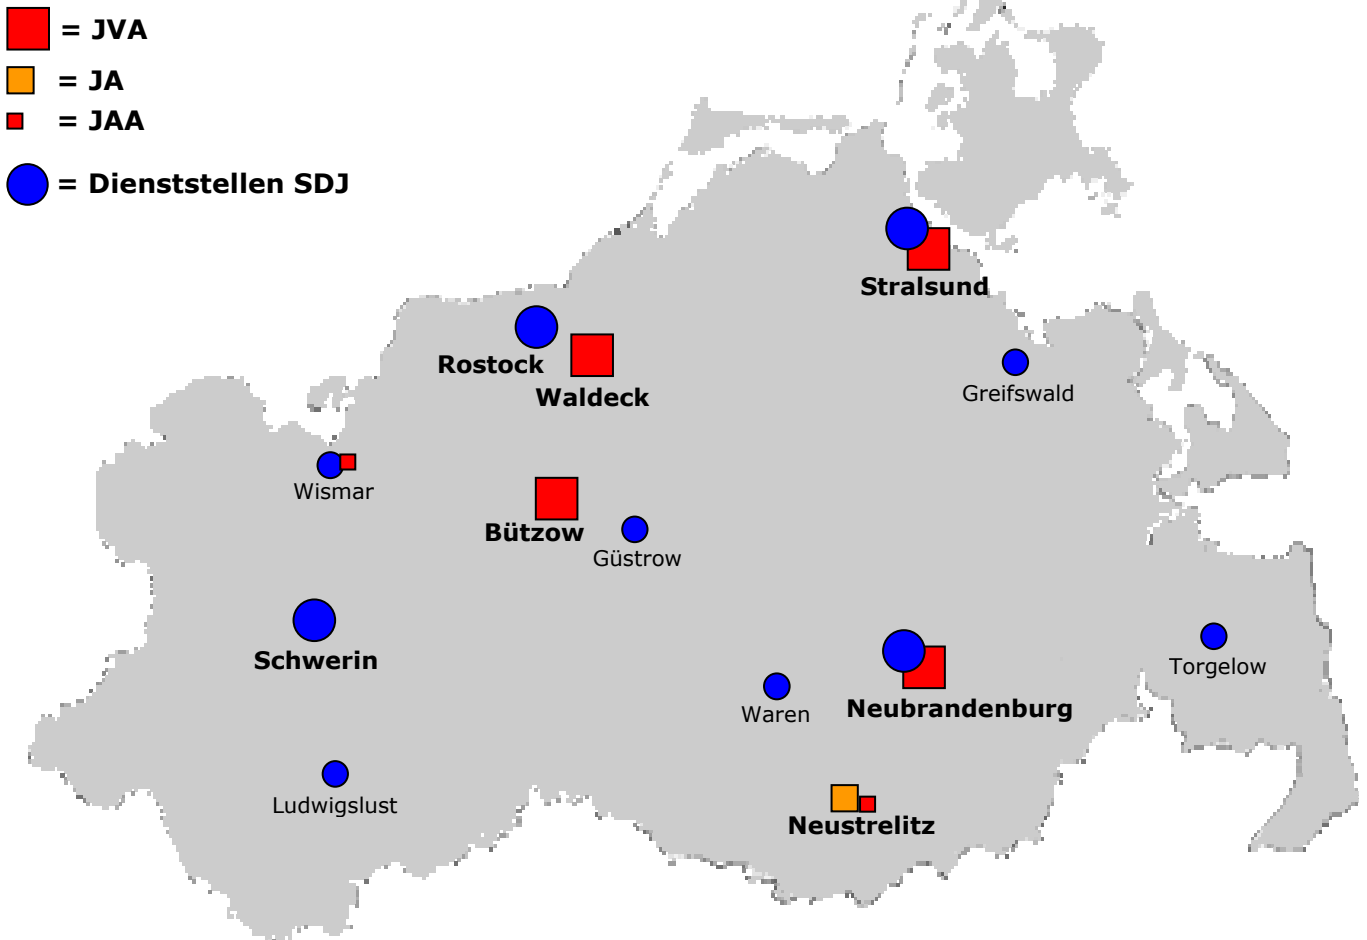 = JVA
= JA
= JAA
= Dienststellen SDJ
Stralsund
Rostock
Waldeck
Greifswald
Wismar
Bützow
Güstrow
Schwerin
Torgelow
Waren
Neubrandenburg
Ludwigslust
Neustrelitz